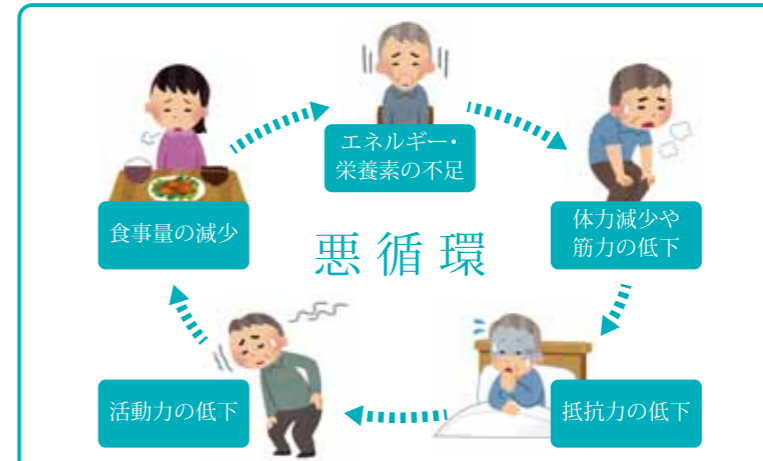 エネルギー・
栄養素の不足
体力減少や
筋力の低下
抵抗力の低下
活動力の低下
食事量の減少
悪循環